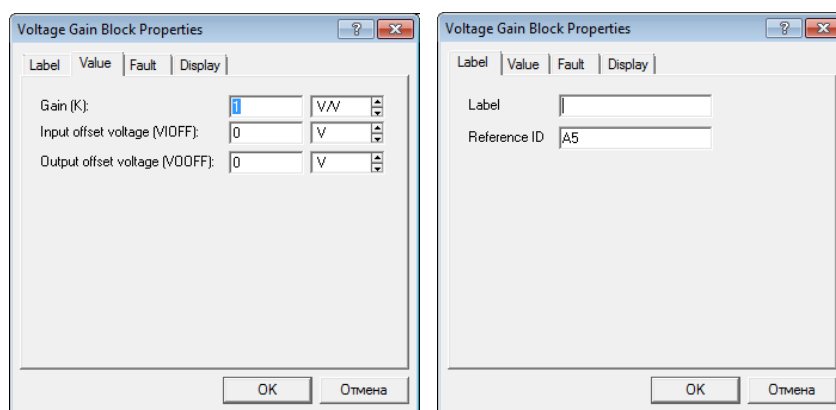 Voltage Gain Block Properties
Label Value Fault Display
Gain (K): 1 V/V
Input offset voltage (VIOFF): 0 V
Output offset voltage (VOOFF): 0 V
OK Отмена
Voltage Gain Block Properties
Label Value Fault Display
Label
Reference ID A5
OK Отмена